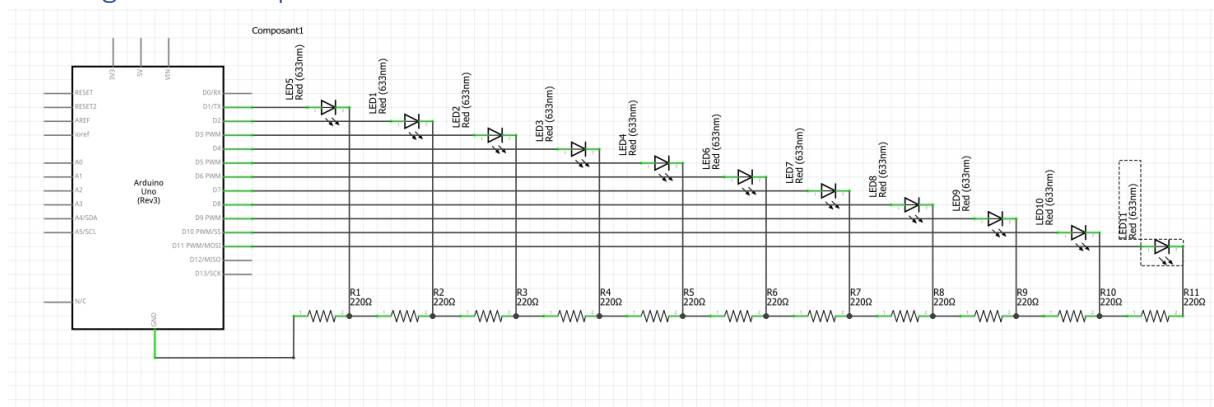 Composant1
3V3
5V
VIN
RESET
RESET2
AREF
ioref
A0
A1
A2
A3
A4/SDA
A5/SCL
N/C
GND
Arduino
Uno
(Rev3)
D0/RX
D1/TX
D2
D3 PWM
D4
D5 PWM
D6 PWM
D7
D8
D9 PWM
D10 PWM/SS
D11 PWM/MOSI
D12/MISO
D13/SCK
LED5
Red (633nm)
LED1
Red (633nm)
LED2
Red (633nm)
LED3
Red (633nm)
LED4
Red (633nm)
LED6
Red (633nm)
LED7
Red (633nm)
LED8
Red (633nm)
LED9
Red (633nm)
LED10
Red (633nm)
LED11
Red (633nm)
R1
220Ω
R2
220Ω
R3
220Ω
R4
220Ω
R5
220Ω
R6
220Ω
R7
220Ω
R8
220Ω
R9
220Ω
R10
220Ω
R11
220Ω